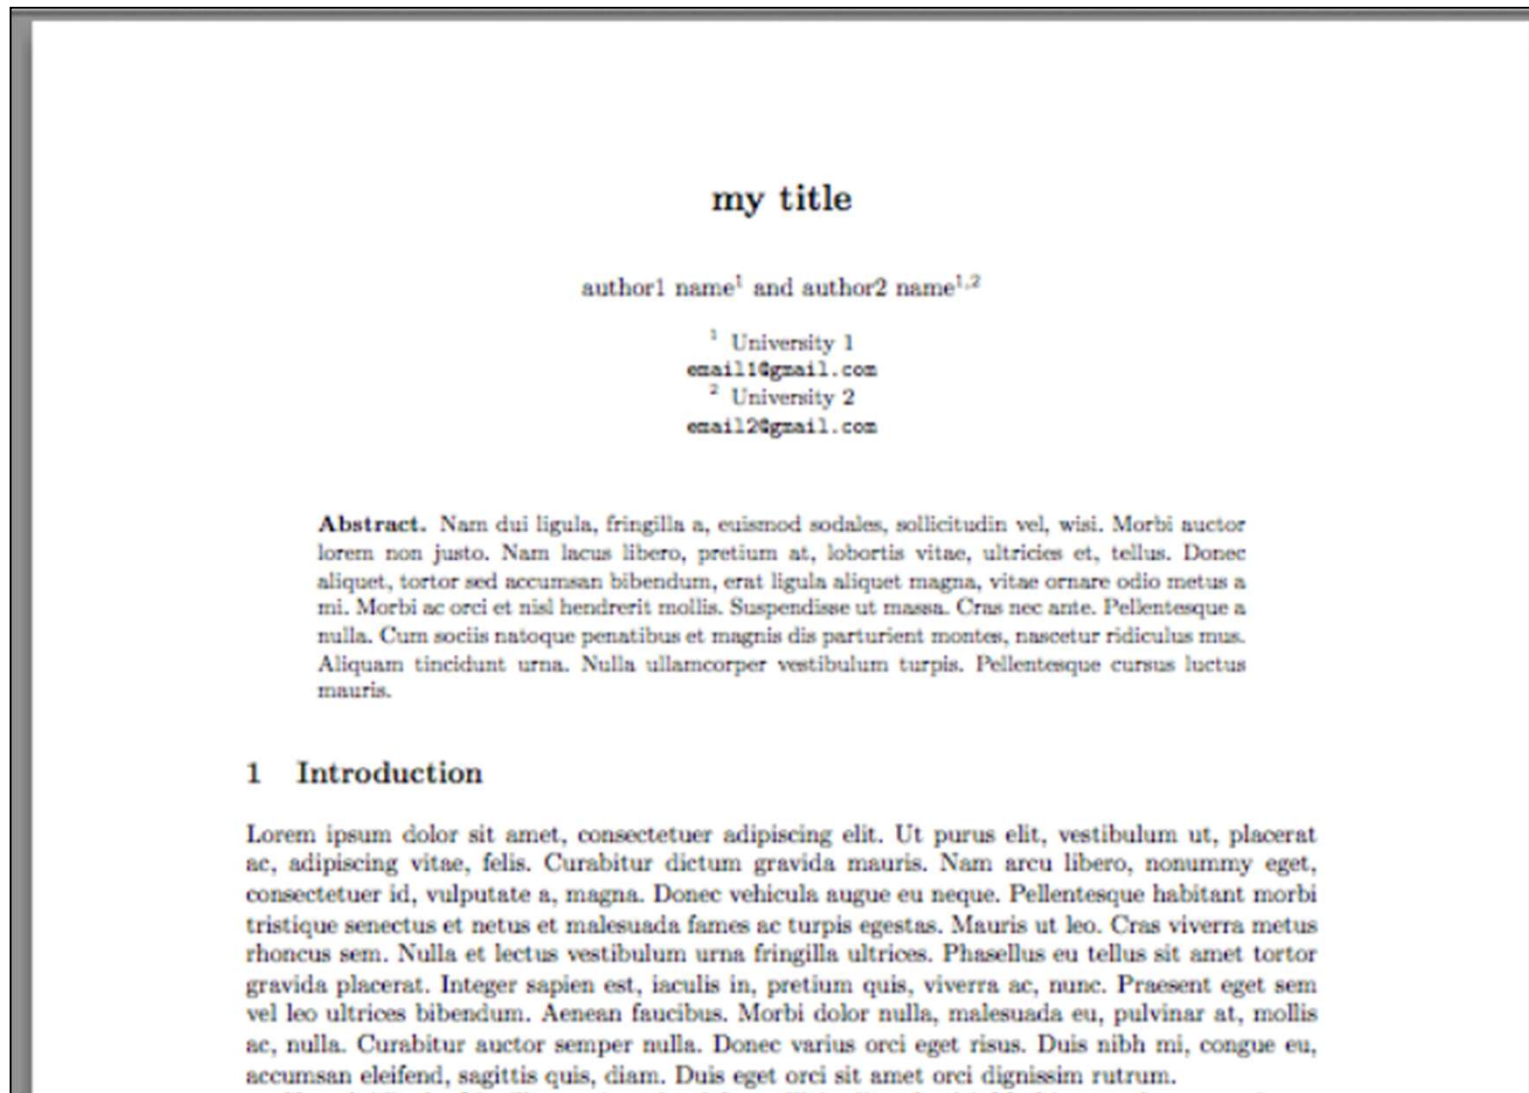 my title
author1 name1 and author2 name1,2
1 University 1
email1@gmail.com
2 University 2
email2@gmail.com
Abstract. Nam dui ligula, fringilla a, euismod sodales, sollicitudin vel, wisi. Morbi auctor
lorem non justo. Nam lacus libero, pretium at, lobortis vitae, ultricies et, tellus. Donec
aliquet, tortor sed accumsan bibendum, erat ligula aliquet magna, vitae ornare odio metus a
mi. Morbi ac orci et nisl hendrerit mollis. Suspendisse ut massa. Cras nec ante. Pellentesque a
nulla. Cum sociis natoque penatibus et magnis dis parturient montes, nascetur ridiculus mus.
Aliquam tincidunt urna. Nulla ullamcorper vestibulum turpis. Pellentesque cursus luctus
mauris.
1 Introduction
Lorem ipsum dolor sit amet, consectetuer adipiscing elit. Ut purus elit, vestibulum ut, placerat
ac, adipiscing vitae, felis. Curabitur dictum gravida mauris. Nam arcu libero, nonummy eget,
consectetuer id, vulputate a, magna. Donec vehicula augue eu neque. Pellentesque habitant morbi
tristique senectus et netus et malesuada fames ac turpis egestas. Mauris ut leo. Cras viverra metus
rhoncus sem. Nulla et lectus vestibulum urna fringilla ultrices. Phasellus eu tellus sit amet tortor
gravida placerat. Integer sapien est, iaculis in, pretium quis, viverra ac, nunc. Praesent eget sem
vel leo ultrices bibendum. Aenean faucibus. Morbi dolor nulla, malesuada eu, pulvinar at, mollis
ac, nulla. Curabitur auctor semper nulla. Donec varius orci eget risus. Duis nibh mi, congue eu,
accumsan eleifend, sagittis quis, diam. Duis eget orci sit amet orci dignissim rutrum.